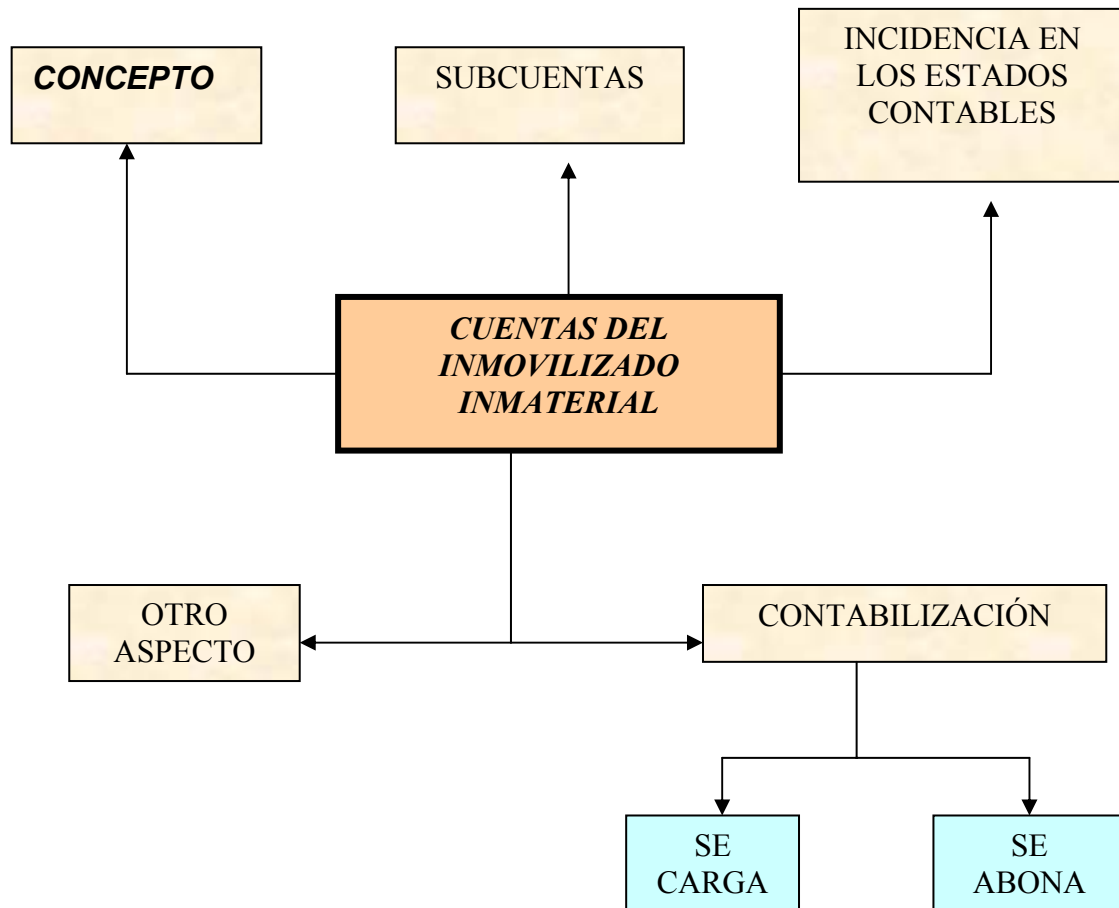 CONCEPTO
SUBCUENTAS
INCIDENCIA EN
LOS ESTADOS
CONTABLES
CUENTAS DEL
INMOVILIZADO
INMATERIAL
OTRO
ASPECTO
CONTABILIZACIÓN
SE
CARGA
SE
ABONA